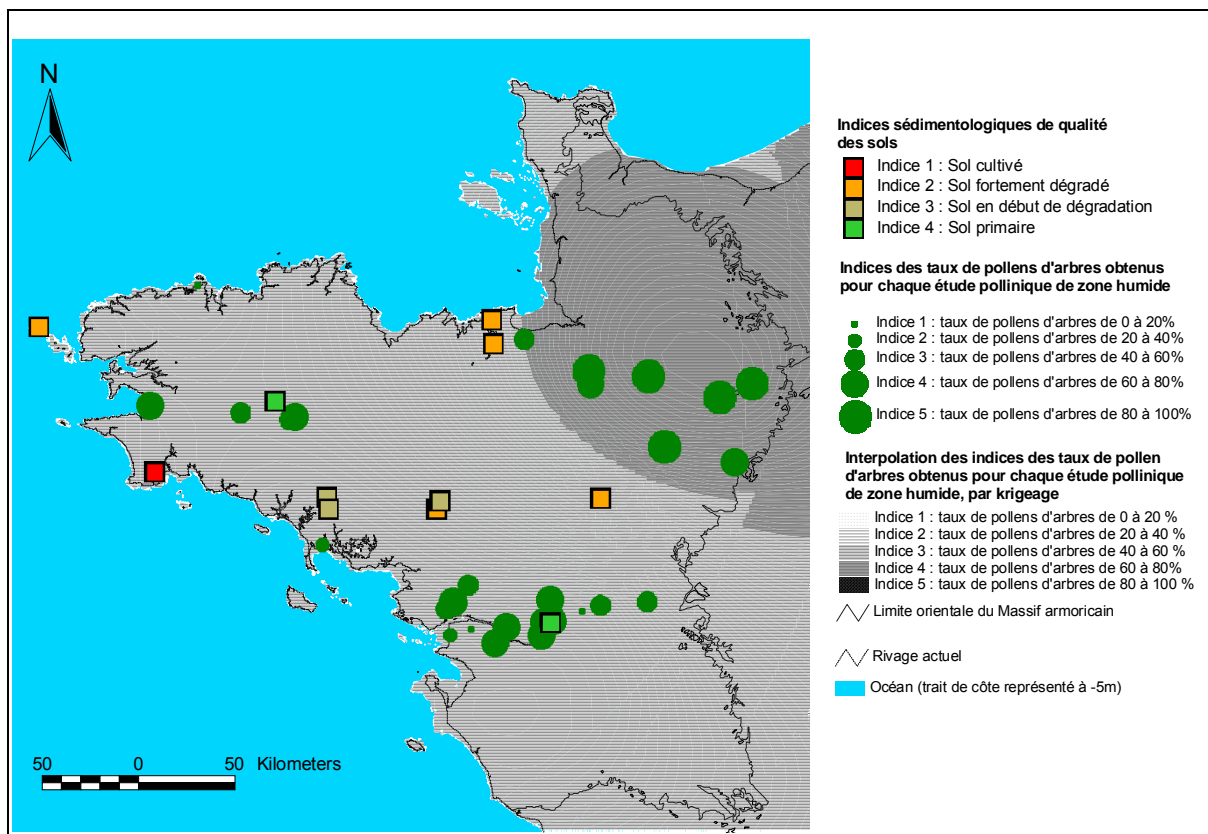 N
Indices sédimentologiques de qualité
des sols
Indice 1 : Sol cultivé
Indice 2 : Sol fortement dégradé
Indice 3 : Sol en début de dégradation
Indice 4 : Sol primaire
Indices des taux de pollens d'arbres obtenus
pour chaque étude pollinique de zone humide
Indice 1 : taux de pollens d'arbres de 0 à 20%
Indice 2 : taux de pollens d'arbres de 20 à 40%
Indice 3 : taux de pollens d'arbres de 40 à 60%
Indice 4 : taux de pollens d'arbres de 60 à 80%
Indice 5 : taux de pollens d'arbres de 80 à 100%
Interpolation des indices des taux de pollen
d'arbres obtenus pour chaque étude pollinique
de zone humide, par krigeage
Indice 1 : taux de pollens d'arbres de 0 à 20 %
Indice 2 : taux de pollens d'arbres de 20 à 40 %
Indice 3 : taux de pollens d'arbres de 40 à 60 %
Indice 4 : taux de pollens d'arbres de 60 à 80%
Indice 5 : taux de pollens d'arbres de 80 à 100 %
Limite orientale du Massif armoricain
Rivage actuel
Océan (trait de côte représenté à -5m)
50 0 50 Kilometers